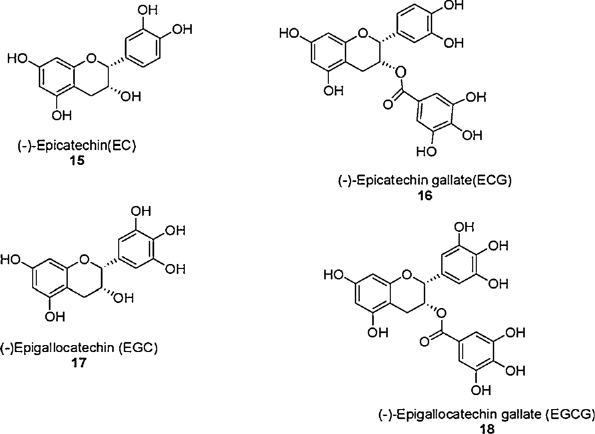 OH
OH
HO
O
OH
OH
(-)-Epicatechin(EC)
15
OH
OH
HO
O
O
OH
O
OH
OH
HO
(-)-Epicatechin gallate(ECG)
16
OH
OH
OH
HO
O
OH
OH
(-)Epigallocatechin (EGC)
17
OH
OH
OH
HO
O
O
OH
O
OH
OH
OH
(-)-Epigallocatechin gallate (EGCG)
18